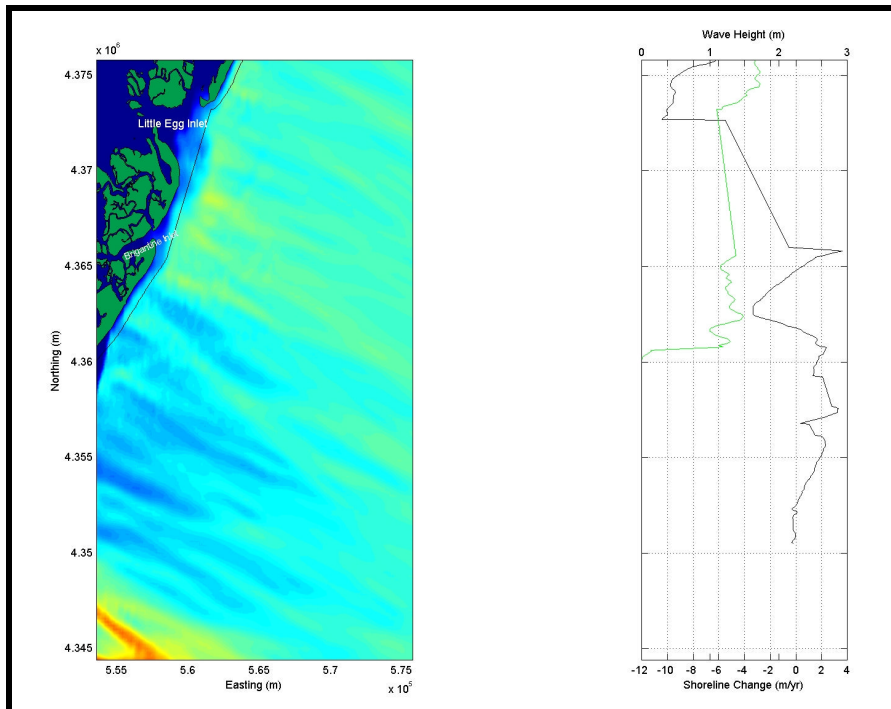 x 10⁶
4.375
4.37
4.365
4.36
4.355
4.35
4.345
Northing (m)
Little Egg Inlet
Brigantine Inlet
5.55 5.6 5.65 5.7 5.75
Easting (m)
x 10⁵
Wave Height (m)
0 1 2 3
-12 -10 -8 -6 -4 -2 0 2 4
Shoreline Change (m/yr)